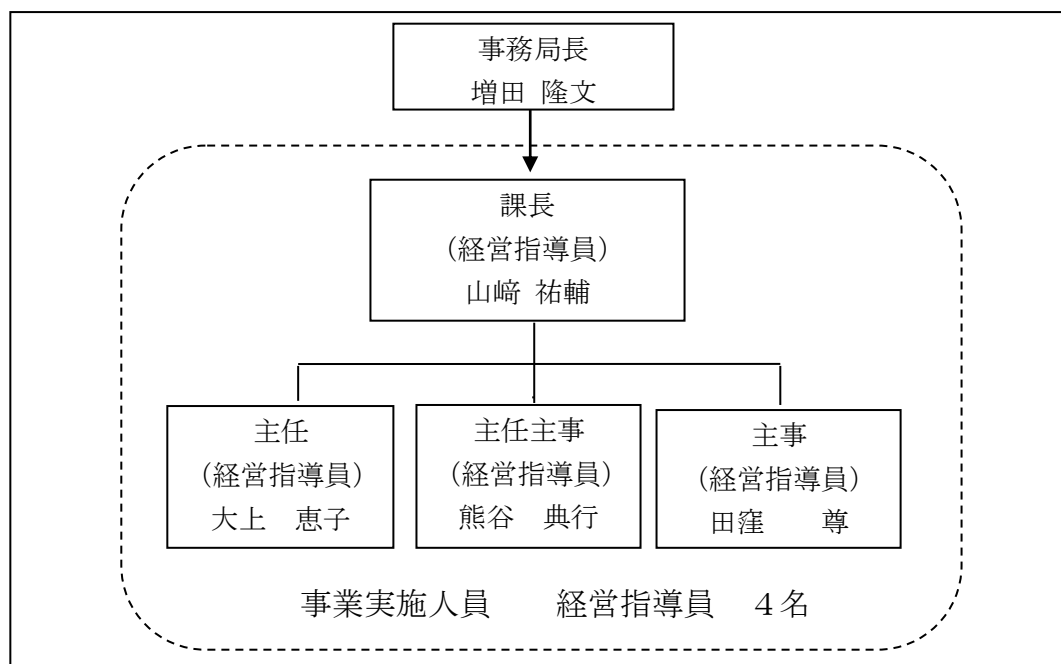 事務局長
増田 隆文
課長
(経営指導員)
山﨑 祐輔
主任
(経営指導員)
大上 恵子
主任主事
(経営指導員)
熊谷 典行
主事
(経営指導員)
田窪 尊
事業実施人員 経営指導員 4名